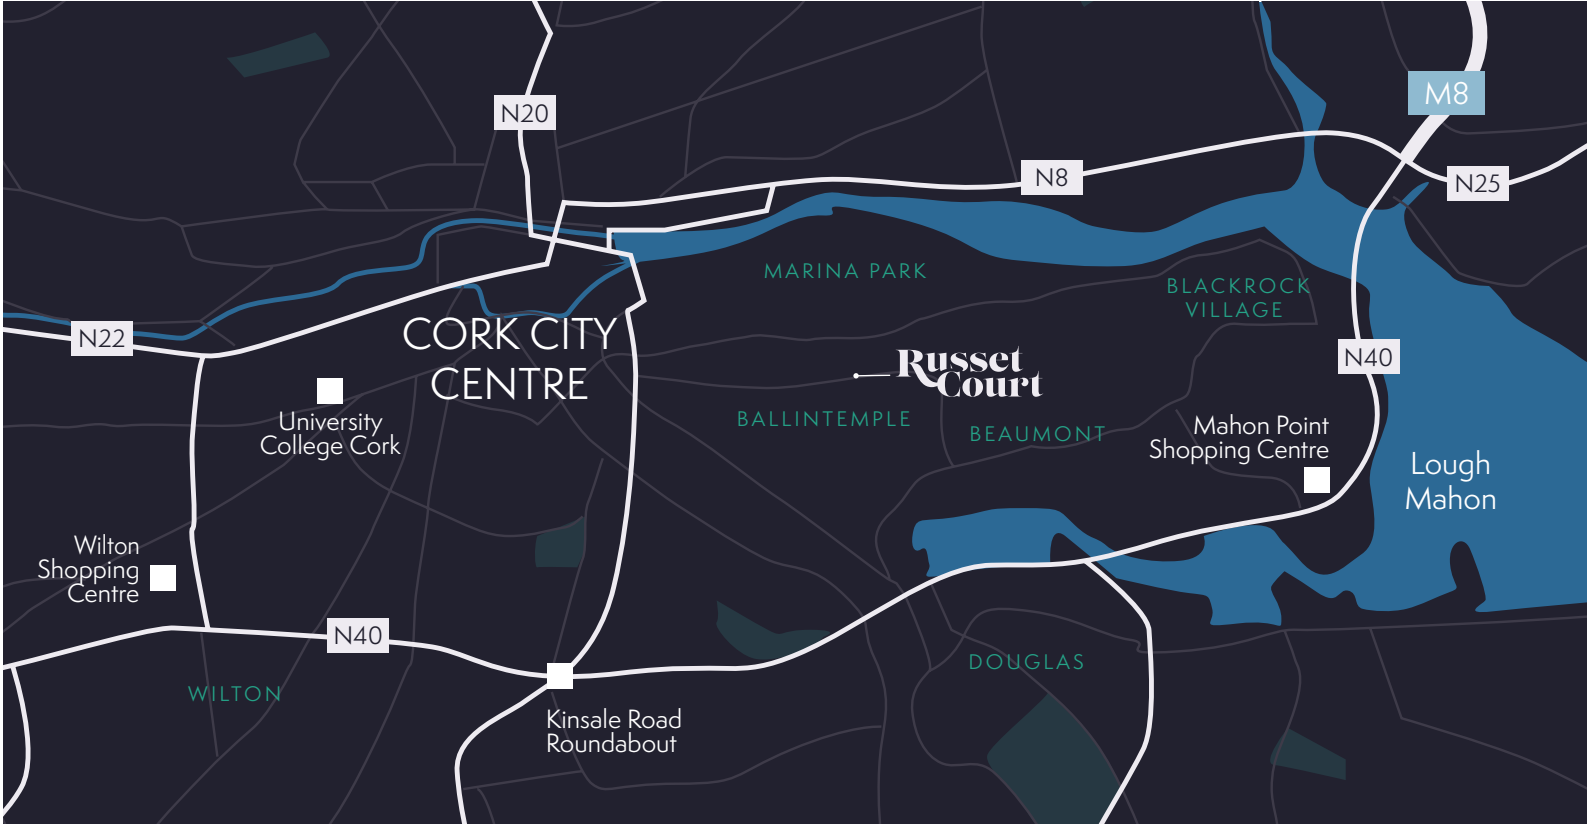 M8
N20
N8
N25
MARINA PARK
BLACKROCK
VILLAGE
N22
CORK CITY
CENTRE
N40
Russet
Court
University
College Cork
BALLINTEMPLE
BEAUMONT
Mahon Point
Shopping Centre
Lough
Mahon
Wilton
Shopping
Centre
N40
DOUGLAS
WILTON
Kinsale Road
Roundabout